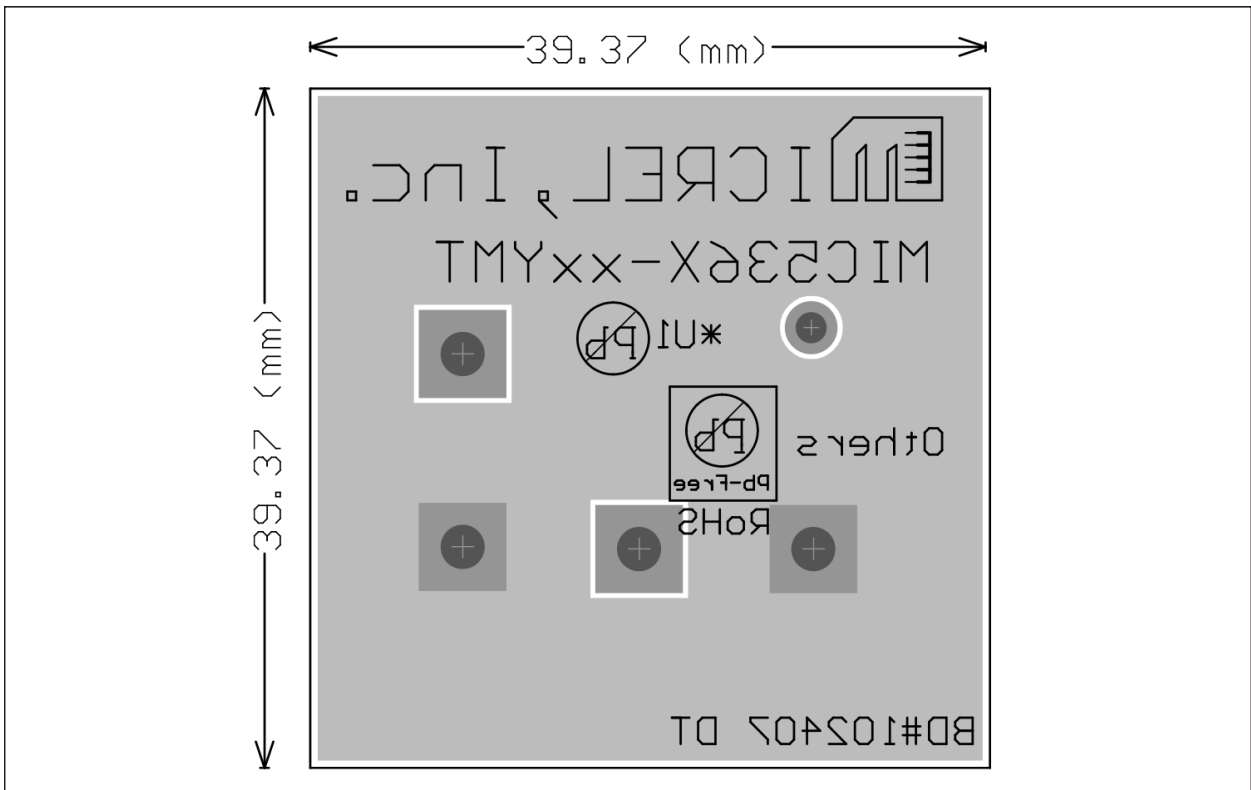 39.37 (mm)
39.37 (mm)
MICREL, Inc.
MIC536X-xxYMT
*U1 Pb
Others Pb
Pb-Free
RoHS
BD#102407 DT